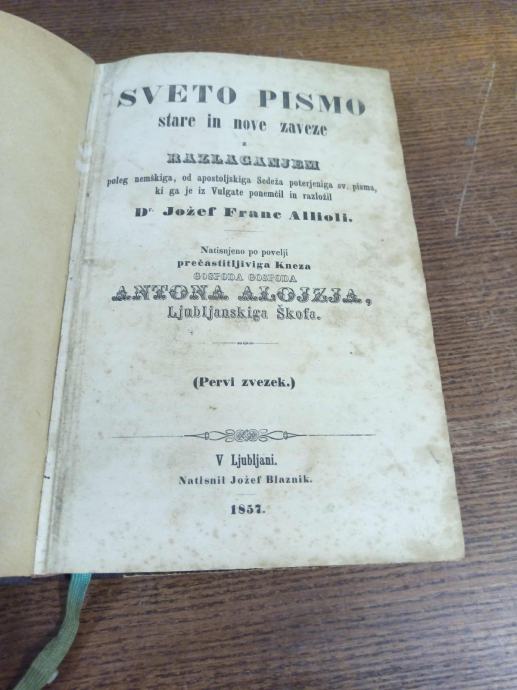 SVETO PISMO
stare in nove zaveze
z
RAZLAGANJEM
poleg nemškiga, od apostoljskiga Sedeža poterjeniga sv. pisma,
ki ga je iz Vulgate ponemčil in razložil
Dr. Jožef Franc Allioli.
Natisnjeno po povelji
prečastitljiviga Kneza
GOSPODA GOSPODA
ANTONA ALOJZJA,
Ljubljanskiga Škofa.
(Pervi zvezek.)
V Ljubljani.
Natisnil Jožef Blaznik.
1857.